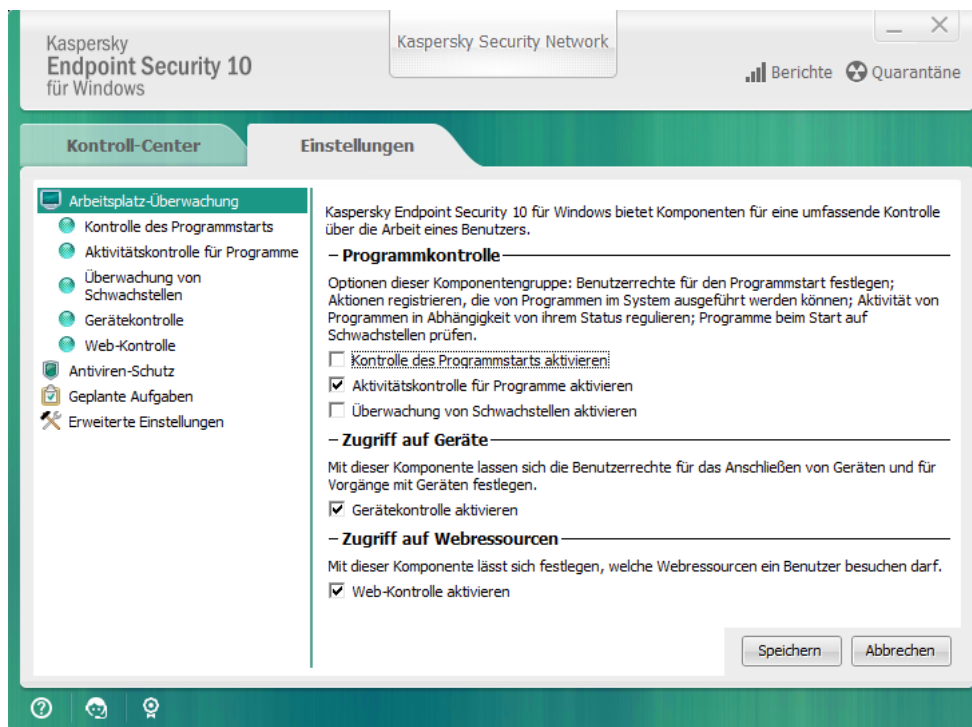 Kaspersky
Endpoint Security 10
für Windows
Kaspersky Security Network
Berichte
Quarantäne
Kontroll-Center
Einstellungen
Arbeitsplatz-Überwachung
Kontrolle des Programmstarts
Aktivitätskontrolle für Programme
Überwachung von
Schwachstellen
Gerätekontrolle
Web-Kontrolle
Antiviren-Schutz
Geplante Aufgaben
Erweiterte Einstellungen
Kaspersky Endpoint Security 10 für Windows bietet Komponenten für eine umfassende Kontrolle
über die Arbeit eines Benutzers.
– Programmkontrolle
Optionen dieser Komponentengruppe: Benutzerrechte für den Programmstart festlegen;
Aktionen registrieren, die von Programmen im System ausgeführt werden können; Aktivität von
Programmen in Abhängigkeit von ihrem Status regulieren; Programme beim Start auf
Schwachstellen prüfen.
Kontrolle des Programmstarts aktivieren
Aktivitätskontrolle für Programme aktivieren
Überwachung von Schwachstellen aktivieren
– Zugriff auf Geräte
Mit dieser Komponente lassen sich die Benutzerrechte für das Anschließen von Geräten und für
Vorgänge mit Geräten festlegen.
Gerätekontrolle aktivieren
– Zugriff auf Webressourcen
Mit dieser Komponente lässt sich festlegen, welche Webressourcen ein Benutzer besuchen darf.
Web-Kontrolle aktivieren
Speichern
Abbrechen